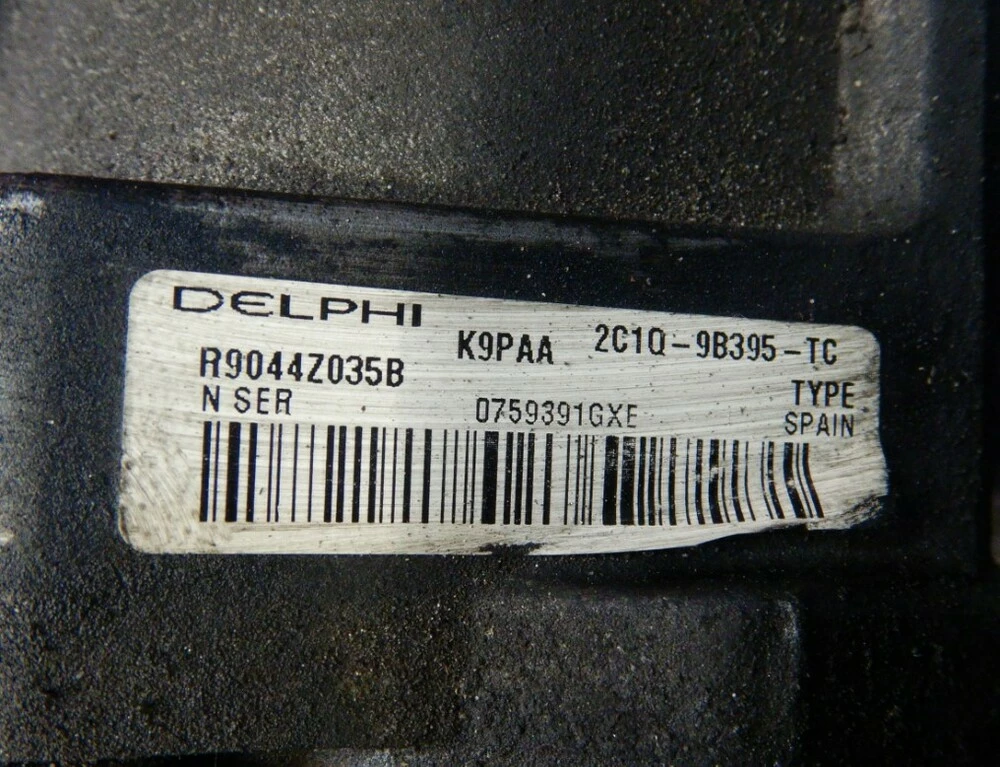 DELPHI
K9PAA 2C1Q-9B395-TC
R9044Z035B TYPE
N SER 0759391GXE SPAIN